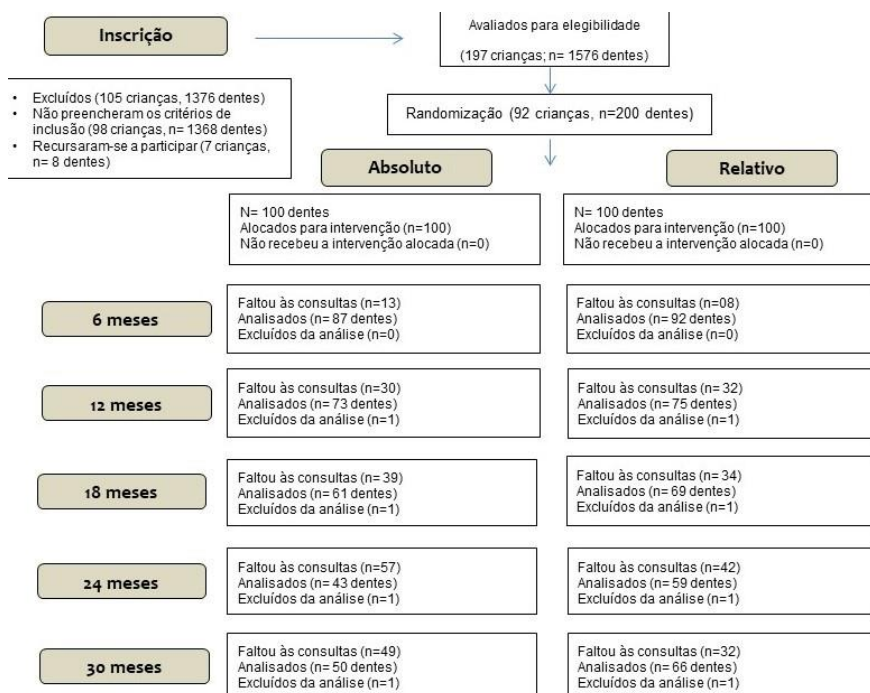 Inscrição
Avaliados para elegibilidade
(197 crianças; n= 1576 dentes)
• Excluídos (105 crianças, 1376 dentes)
• Não preencheram os critérios de
inclusão (98 crianças, n= 1368 dentes)
• Recursaram-se a participar (7 crianças,
n= 8 dentes)
Randomização (92 crianças, n=200 dentes)
Absoluto
Relativo
N= 100 dentes
Alocados para intervenção (n=100)
Não recebeu a intervenção alocada (n=0)
N= 100 dentes
Alocados para intervenção (n=100)
Não recebeu a intervenção alocada (n=0)
6 meses
Faltou às consultas (n=13)
Analisados (n= 87 dentes)
Excluídos da análise (n=0)
Faltou às consultas (n=08)
Analisados (n= 92 dentes)
Excluídos da análise (n=0)
12 meses
Faltou às consultas (n=30)
Analisados (n= 73 dentes)
Excluídos da análise (n=1)
Faltou às consultas (n= 32)
Analisados (n= 75 dentes)
Excluídos da análise (n=1)
18 meses
Faltou às consultas (n= 39)
Analisados (n= 61 dentes)
Excluídos da análise (n=1)
Faltou às consultas (n= 34)
Analisados (n= 69 dentes)
Excluídos da análise (n=1)
24 meses
Faltou às consultas (n=57)
Analisados (n= 43 dentes)
Excluídos da análise (n=1)
Faltou às consultas (n=42)
Analisados (n= 59 dentes)
Excluídos da análise (n=1)
30 meses
Faltou às consultas (n=49)
Analisados (n= 50 dentes)
Excluídos da análise (n=1)
Faltou às consultas (n=32)
Analisados (n= 66 dentes)
Excluídos da análise (n=1)